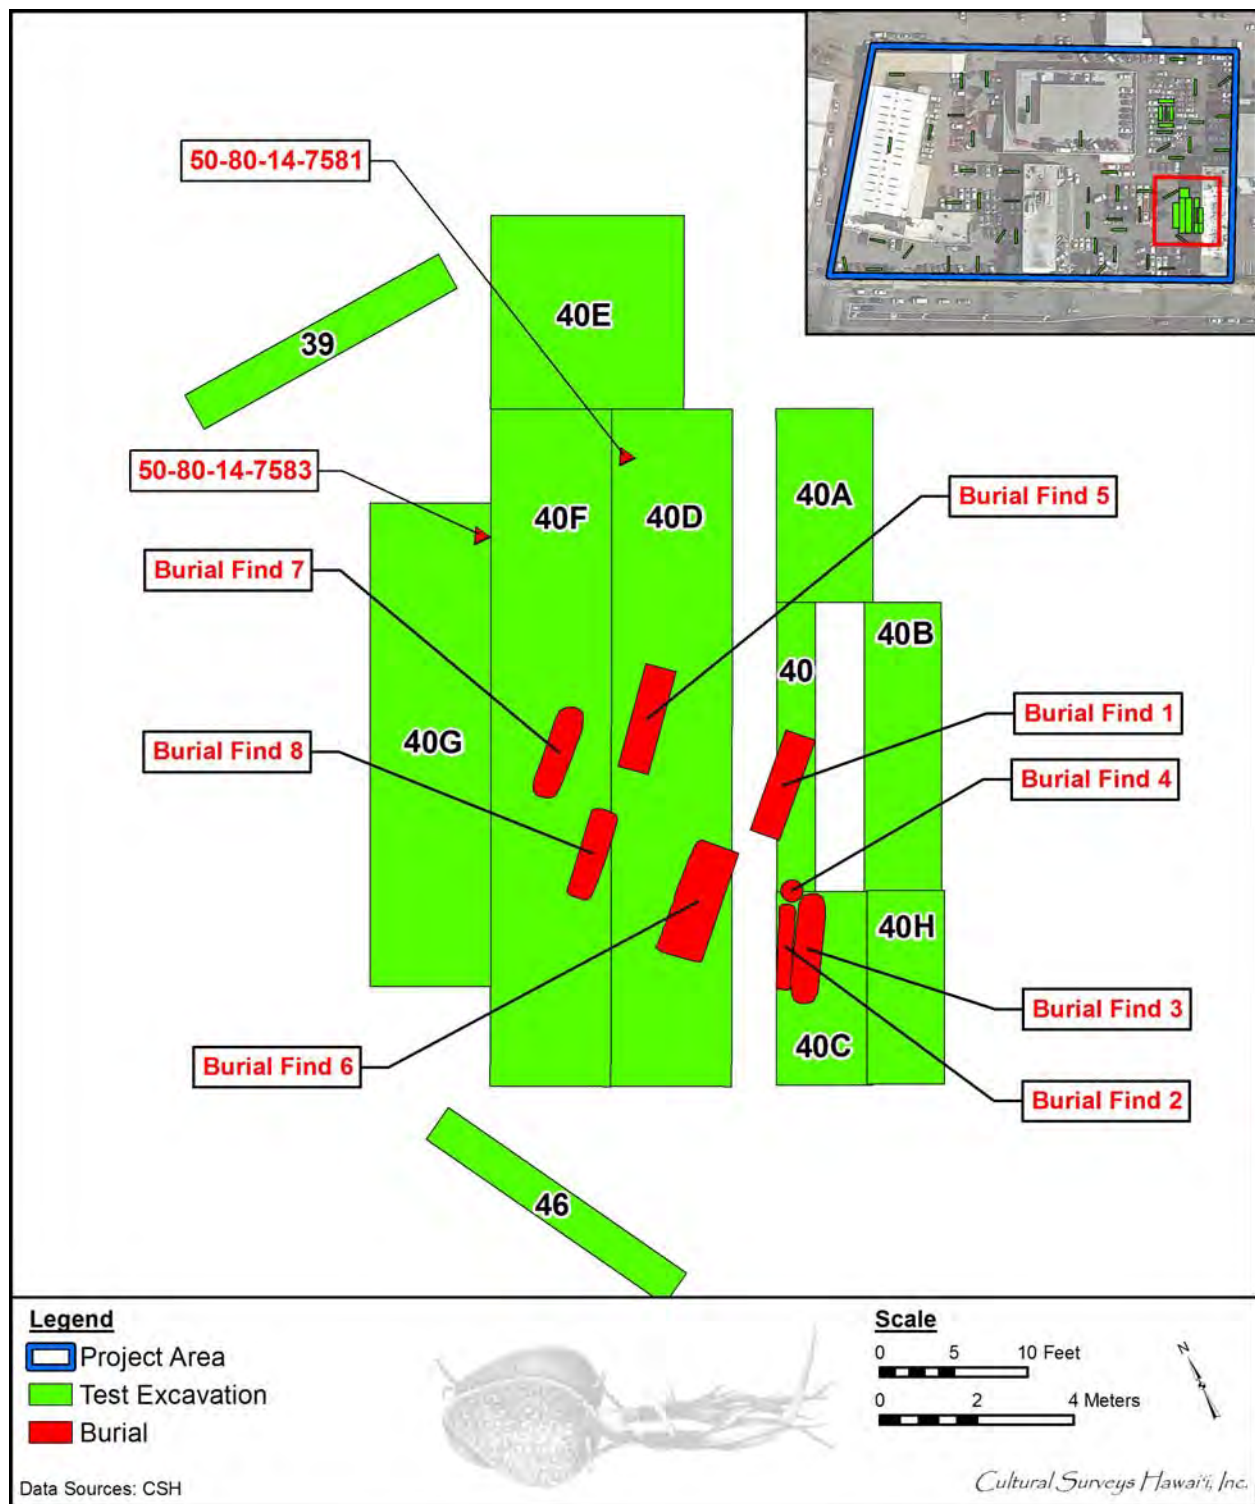 50-80-14-7581
40E
39
50-80-14-7583
40F
40D
40A
Burial Find 5
Burial Find 7
40
40B
Burial Find 1
40G
Burial Find 8
Burial Find 4
40H
Burial Find 3
40C
Burial Find 6
Burial Find 2
46
Legend
Project Area
Test Excavation
Burial
Data Sources: CSH
Scale
0 5 10 Feet
0 2 4 Meters
N
Cultural Surveys Hawai‘i, Inc.